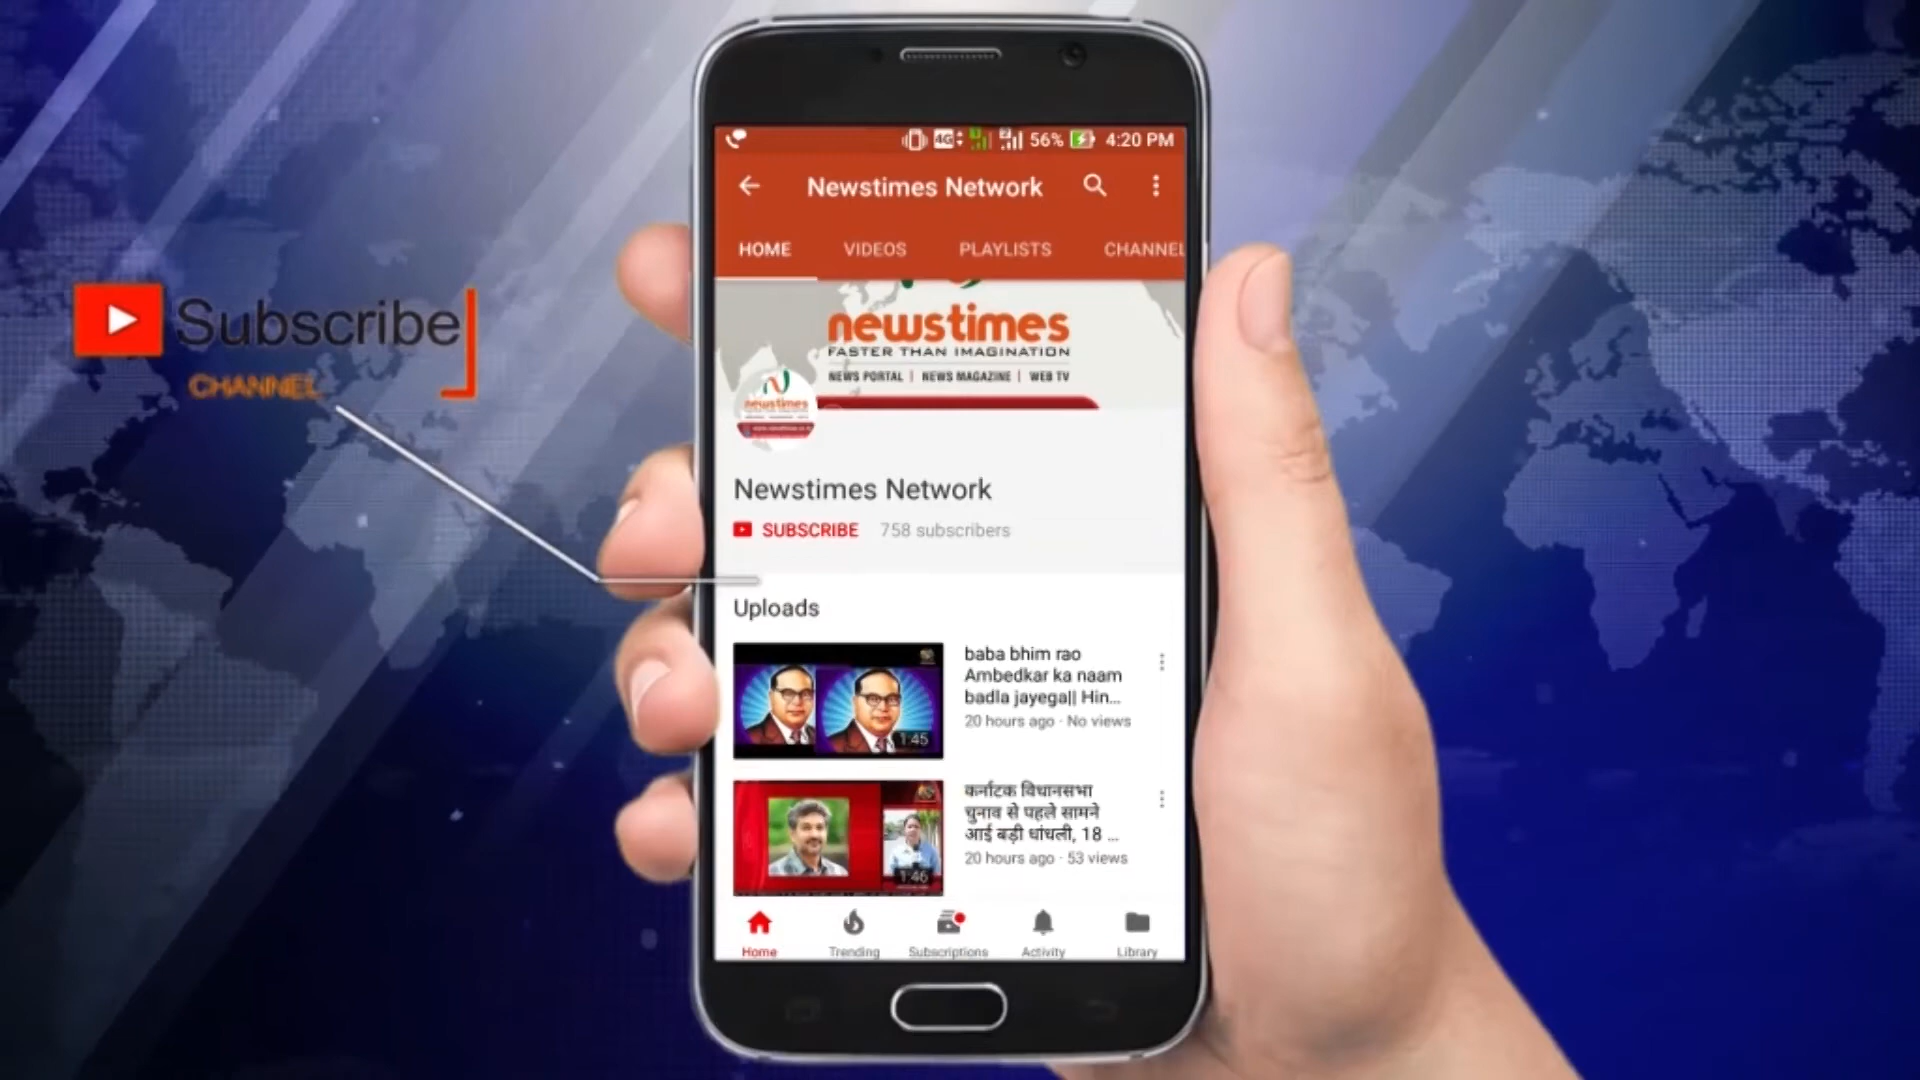 56% 4:20 PM
Newstimes Network
HOME VIDEOS PLAYLISTS CHANNEL
newstimes
FASTER THAN IMAGINATION
NEWS PORTAL | NEWS MAGAZINE | WEB TV
newstimes
Subscribe
CHANNEL
Newstimes Network
SUBSCRIBE 758 subscribers
Uploads
baba bhim rao
Ambedkar ka naam
badla jayega|| Hin...
20 hours ago · No views
1:45
कर्नाटक विधानसभा
चुनाव से पहले सामने
आई बड़ी धांधली, 18 ...
20 hours ago · 53 views
1:46
Home Trending Subscriptions Activity Library